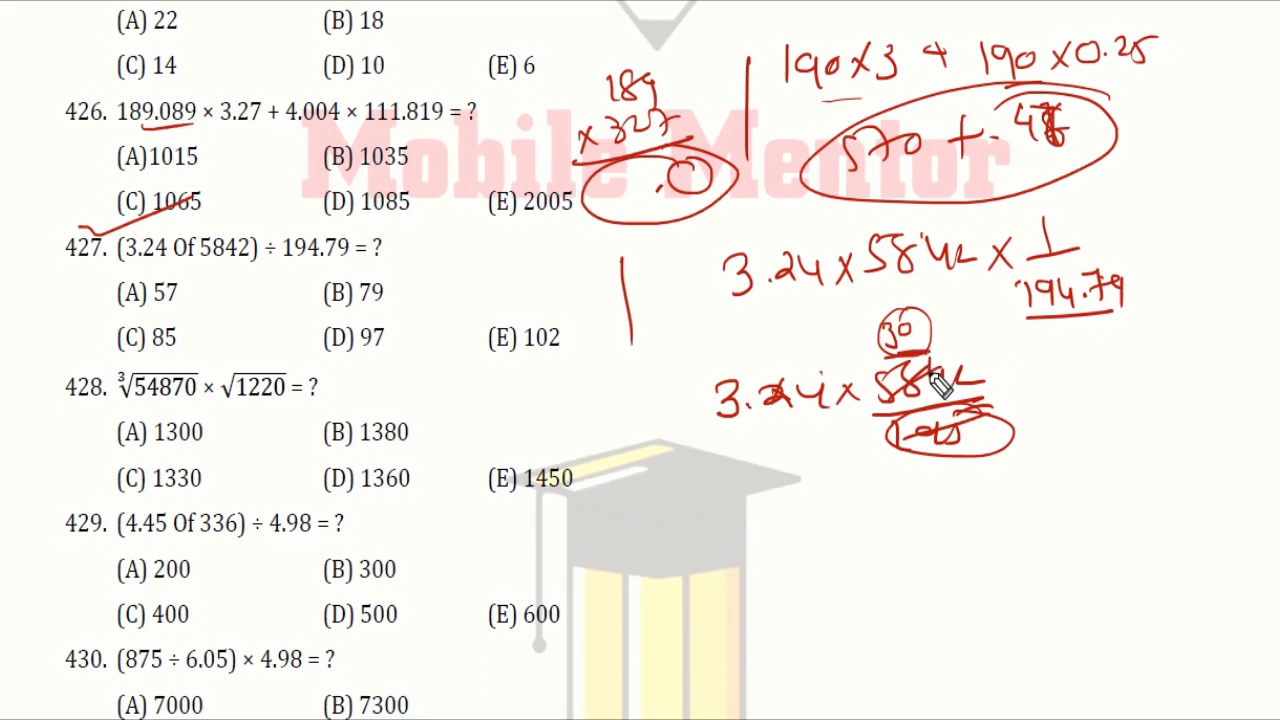 (A) 22 (B) 18
(C) 14 (D) 10 (E) 6
426. 189.089 × 3.27 + 4.004 × 111.819 = ?
(A)1015 (B) 1035
(C) 1065 (D) 1085 (E) 2005
427. (3.24 Of 5842) ÷ 194.79 = ?
(A) 57 (B) 79
(C) 85 (D) 97 (E) 102
428. ∛54870 × √1220 = ?
(A) 1300 (B) 1380
(C) 1330 (D) 1360 (E) 1450
429. (4.45 Of 336) ÷ 4.98 = ?
(A) 200 (B) 300
(C) 400 (D) 500 (E) 600
430. (875 ÷ 6.05) × 4.98 = ?
(A) 7000 (B) 7300
Mobile Mentor
189
× 327
.0
190 × 3 + 190 × 0.25
570 +
3.24 × 5842 × 1
194.79
30
3.24 × 5842